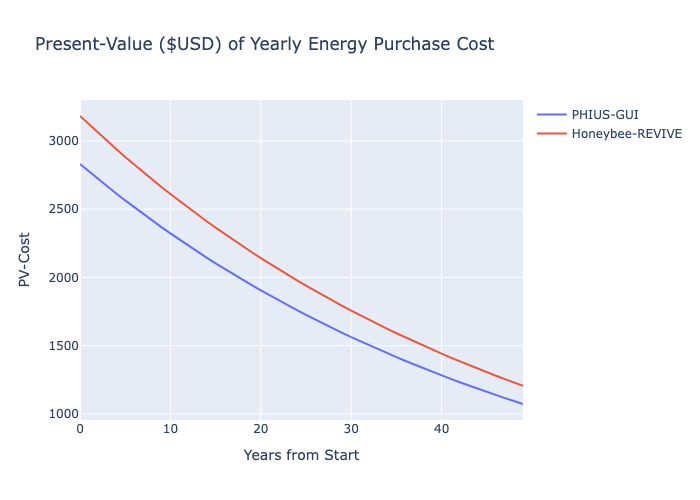 Present-Value ($USD) of Yearly Energy Purchase Cost
PHIUS-GUI
Honeybee-REVIVE
PV-Cost
3000
2500
2000
1500
1000
0 10 20 30 40
Years from Start